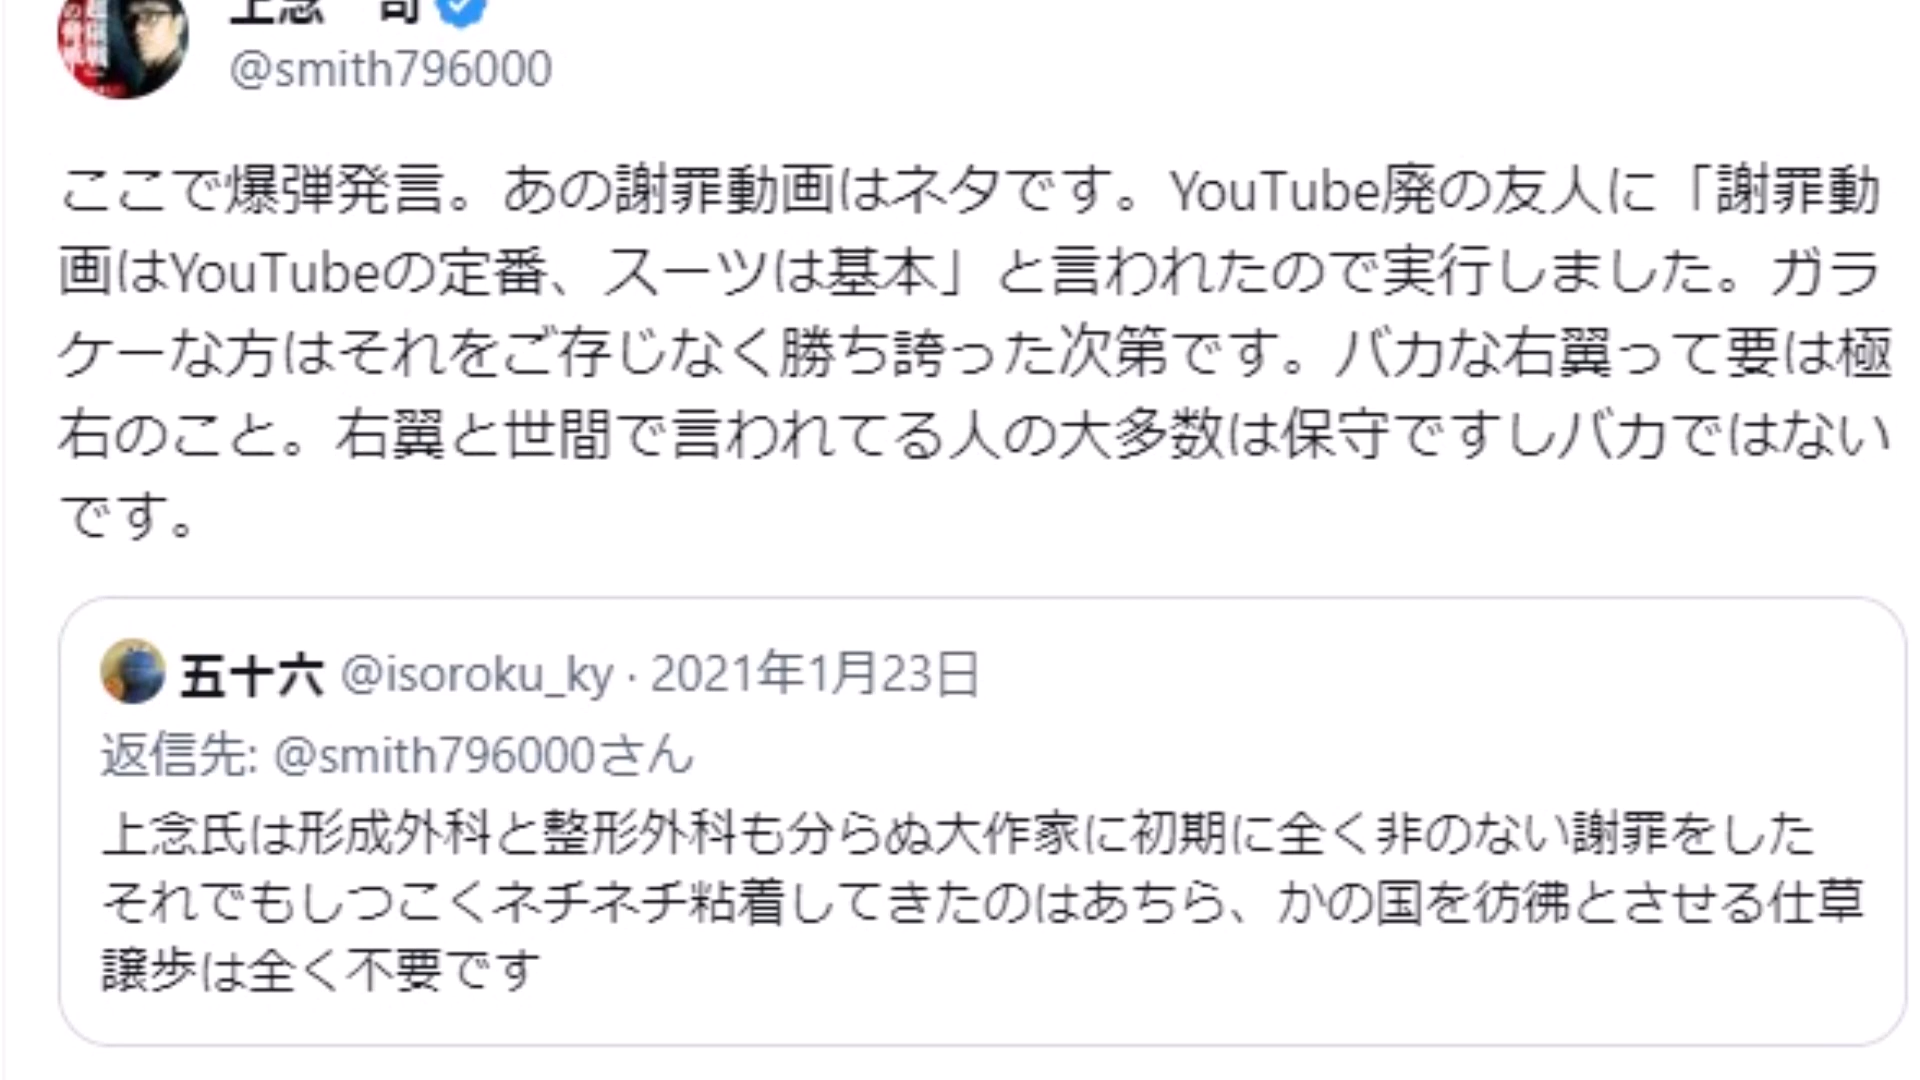 上念 司
@smith796000
ここで爆弾発言。あの謝罪動画はネタです。YouTube廃の友人に「謝罪動
画はYouTubeの定番、スーツは基本」と言われたので実行しました。ガラ
ケーな方はそれをご存じなく勝ち誇った次第です。バカな右翼って要は極
右のこと。右翼と世間で言われてる人の大多数は保守ですしバカではない
です。
五十六 @isoroku_ky · 2021年1月23日
返信先: @smith796000さん
上念氏は形成外科と整形外科も分らぬ大作家に初期に全く非のない謝罪をした
それでもしつこくネチネチ粘着してきたのはあちら、かの国を彷彿とさせる仕草
譲歩は全く不要です